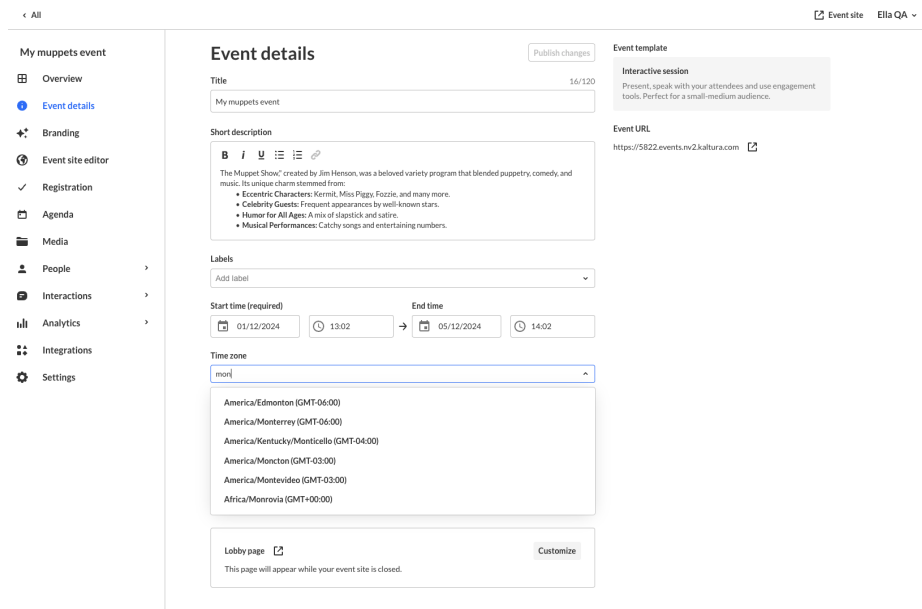 All
Event site
Ella QA
My muppets event
Overview
Event details
Branding
Event site editor
Registration
Agenda
Media
People
Interactions
Analytics
Integrations
Settings
Event details
Publish changes
Title
16/120
My muppets event
Short description
B i U
The Muppet Show," created by Jim Henson, was a beloved variety program that blended puppetry, comedy, and
music. Its unique charm stemmed from:
• Eccentric Characters: Kermit, Miss Piggy, Fozzie, and many more.
• Celebrity Guests: Frequent appearances by well-known stars.
• Humor for All Ages: A mix of slapstick and satire.
• Musical Performances: Catchy songs and entertaining numbers.
Labels
Add label
Start time (required)
End time
01/12/2024
13:02
05/12/2024
14:02
Time zone
mon
America/Edmonton (GMT-06:00)
America/Monterrey (GMT-06:00)
America/Kentucky/Monticello (GMT-04:00)
America/Moncton (GMT-03:00)
America/Montevideo (GMT-03:00)
Africa/Monrovia (GMT+00:00)
Lobby page
Customize
This page will appear while your event site is closed.
Event template
Interactive session
Present, speak with your attendees and use engagement
tools. Perfect for a small-medium audience.
Event URL
https://5822.events.nv2.kaltura.com